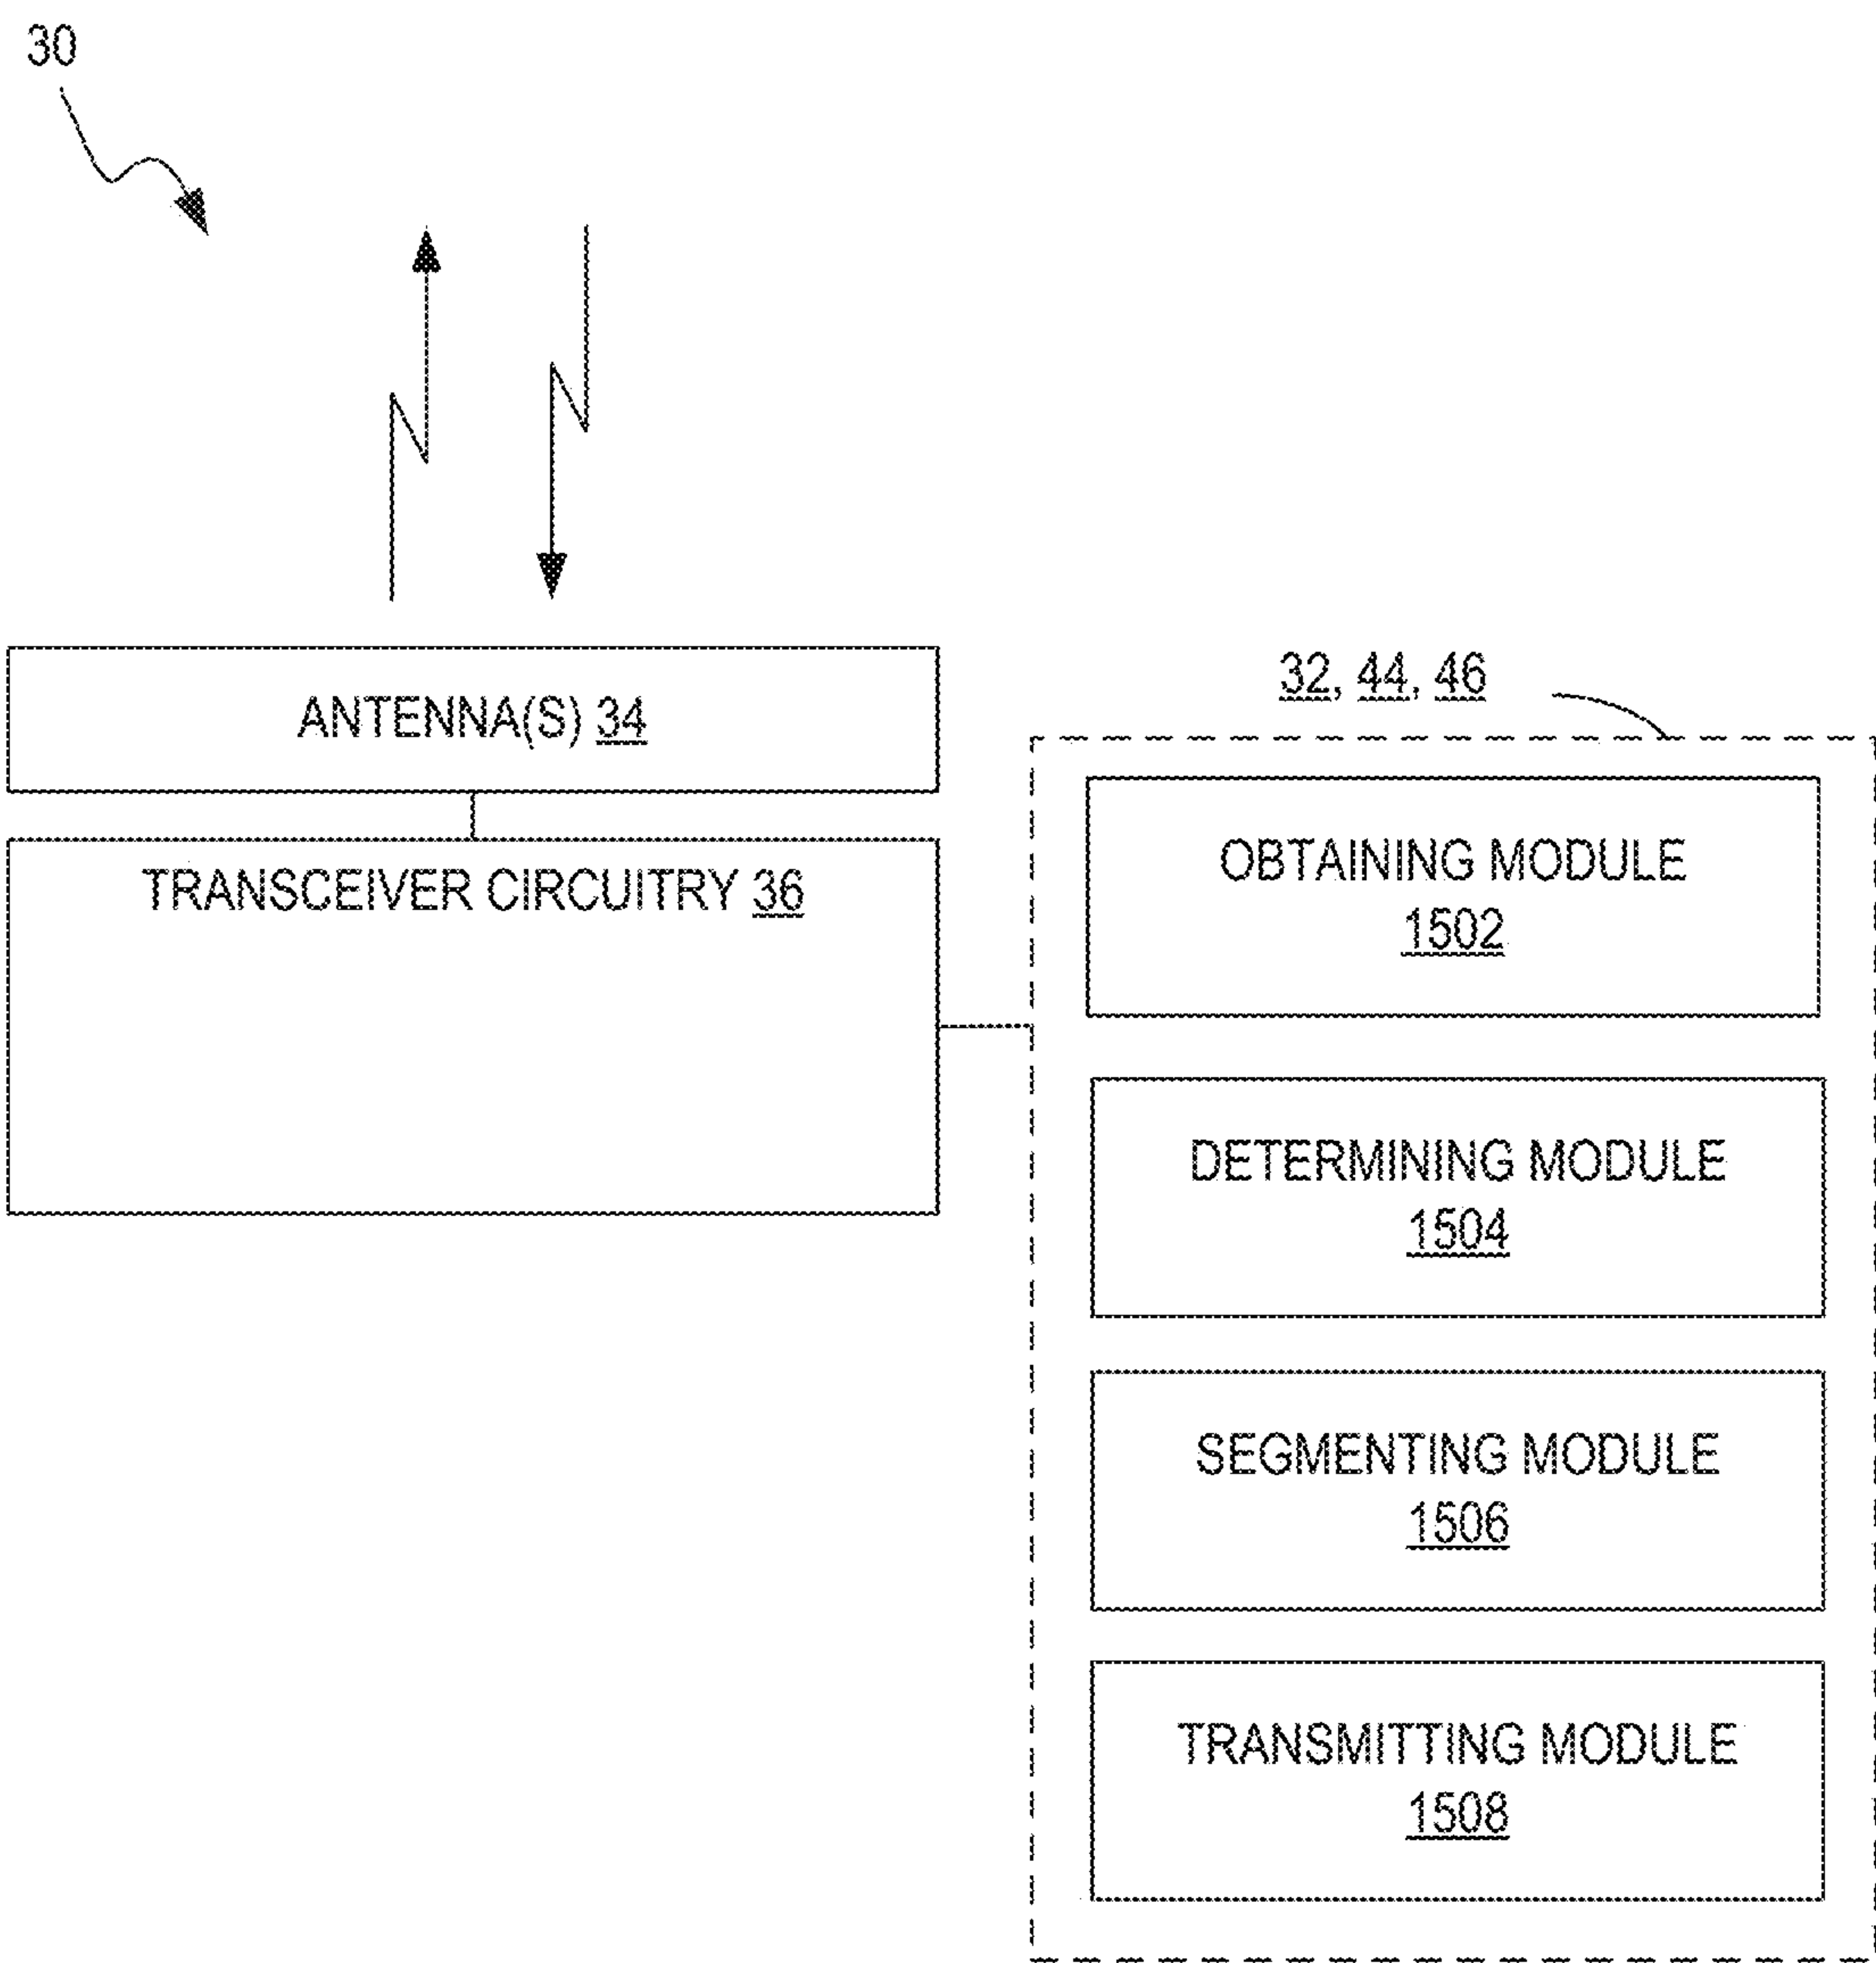 30
ANTENNA(S) 34
32, 44, 46
TRANSCEIVER CIRCUITRY 36
OBTAINING MODULE
1502
DETERMINING MODULE
1504
SEGMENTING MODULE
1506
TRANSMITTING MODULE
1508